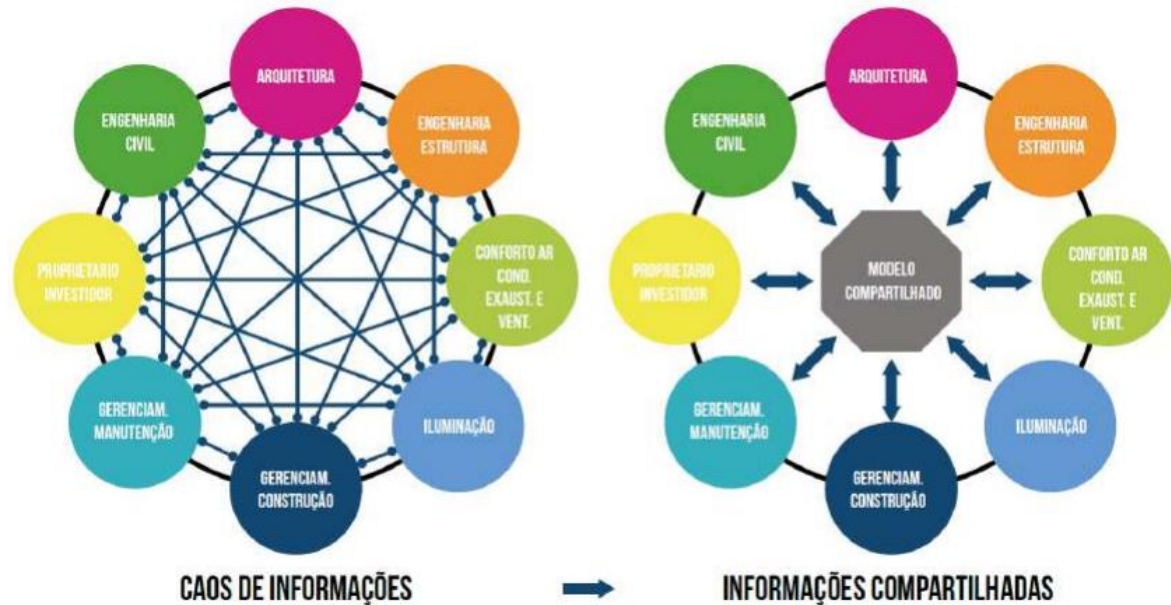 ARQUITETURA
ENGENHARIA
CIVIL
ENGENHARIA
ESTRUTURA
PROPRIETARIO
INVESTIDOR
CONFORTO AR
COND.
EXAUST. E
VENT.
GERENCIAM.
MANUTENÇÃO
ILUMINAÇÃO
GERENCIAM.
CONSTRUÇÃO
CAOS DE INFORMAÇÕES
ARQUITETURA
ENGENHARIA
CIVIL
ENGENHARIA
ESTRUTURA
PROPRIETARIO
INVESTIDOR
MODELO
COMPARTILHADO
CONFORTO AR
COND.
EXAUST. E
VENT.
GERENCIAM.
MANUTENÇÃO
ILUMINAÇÃO
GERENCIAM.
CONSTRUÇÃO
INFORMAÇÕES COMPARTILHADAS